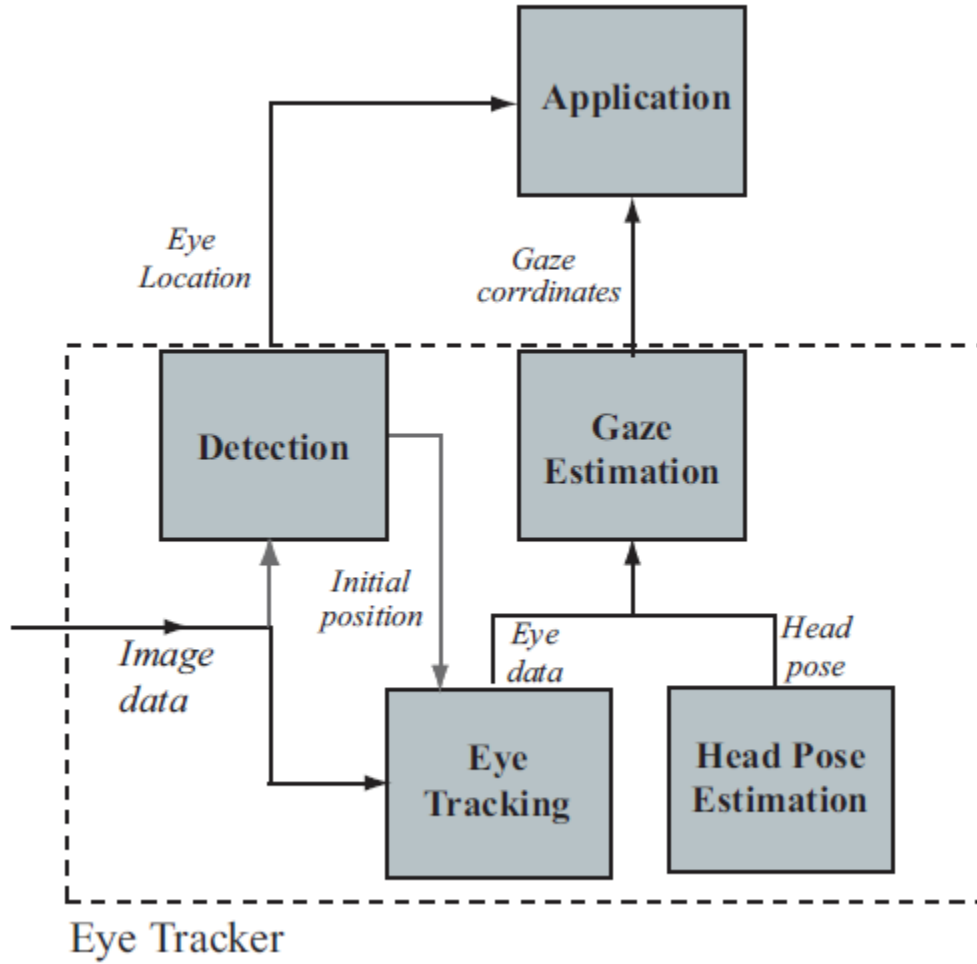 Application
Eye
Location
Gaze
corrdinates
Detection
Gaze
Estimation
Initial
position
Image
data
Eye
data
Head
pose
Eye
Tracking
Head Pose
Estimation
Eye Tracker